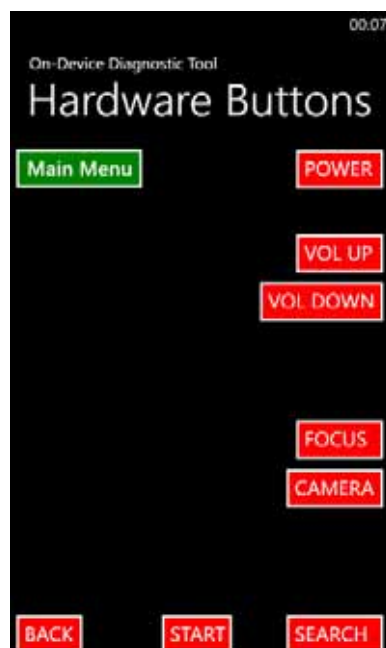 00:07
On-Device Diagnostic Tool
Hardware Buttons
Main Menu POWER
VOL UP
VOL DOWN
FOCUS
CAMERA
BACK START SEARCH